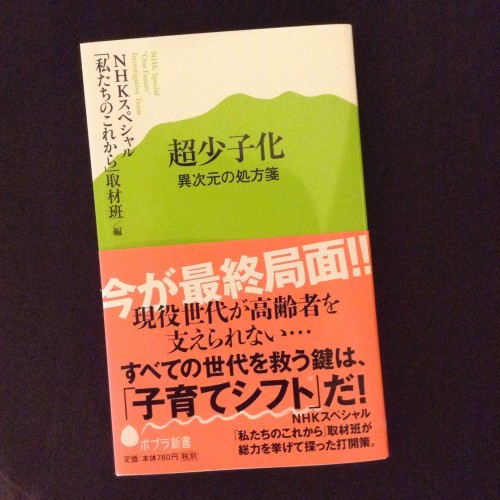 NHKスペシャル
「私たちのこれから」取材班/編
NHK Special
"Our Future"
Investigative Team
超少子化
異次元の処方箋
今が最終局面!!
現役世代が高齢者を
支えられない…
すべての世代を救う鍵は、
「子育てシフト」だ!
NHKスペシャル
「私たちのこれから」取材班が
総力を挙げて探った打開策。
ポプラ新書
定価 本体780円 税別